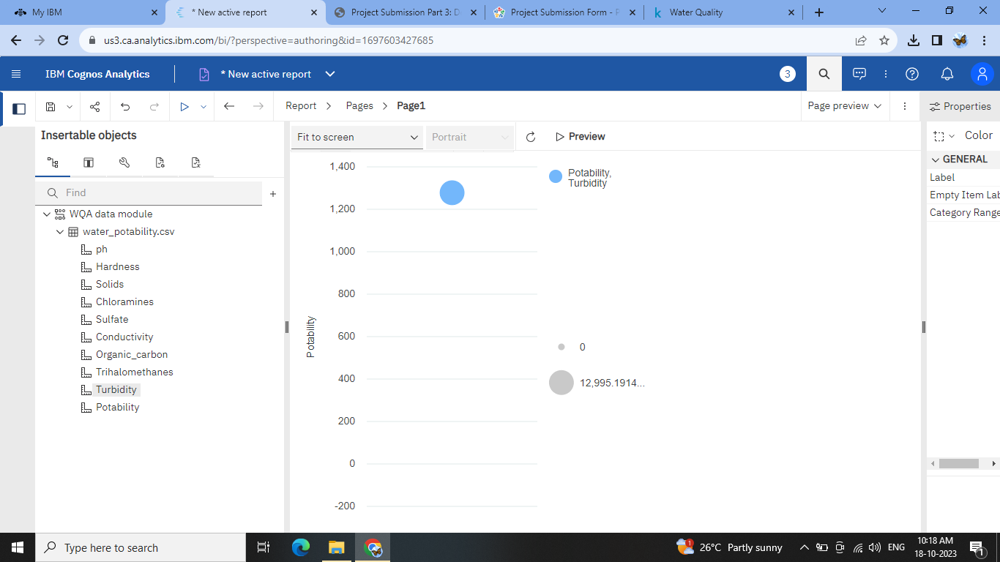 My IBM
* New active report
Project Submission Part 3: D
Project Submission Form - P
Water Quality
us3.ca.analytics.ibm.com/bi/?perspective=authoring&id=1697603427685
IBM Cognos Analytics
* New active report
3
Report
Pages
Page1
Page preview
Properties
Insertable objects
Fit to screen
Portrait
Preview
Color
GENERAL
Label
Empty Item Lab
Category Range
Find
WQA data module
water_potability.csv
ph
Hardness
Solids
Chloramines
Sulfate
Conductivity
Organic_carbon
Trihalomethanes
Turbidity
Potability
Potability
1,400
1,200
1,000
800
600
400
200
0
-200
Potability,
Turbidity
0
12,995.1914...
Type here to search
1
26°C Partly sunny
ENG
10:18 AM
18-10-2023
1